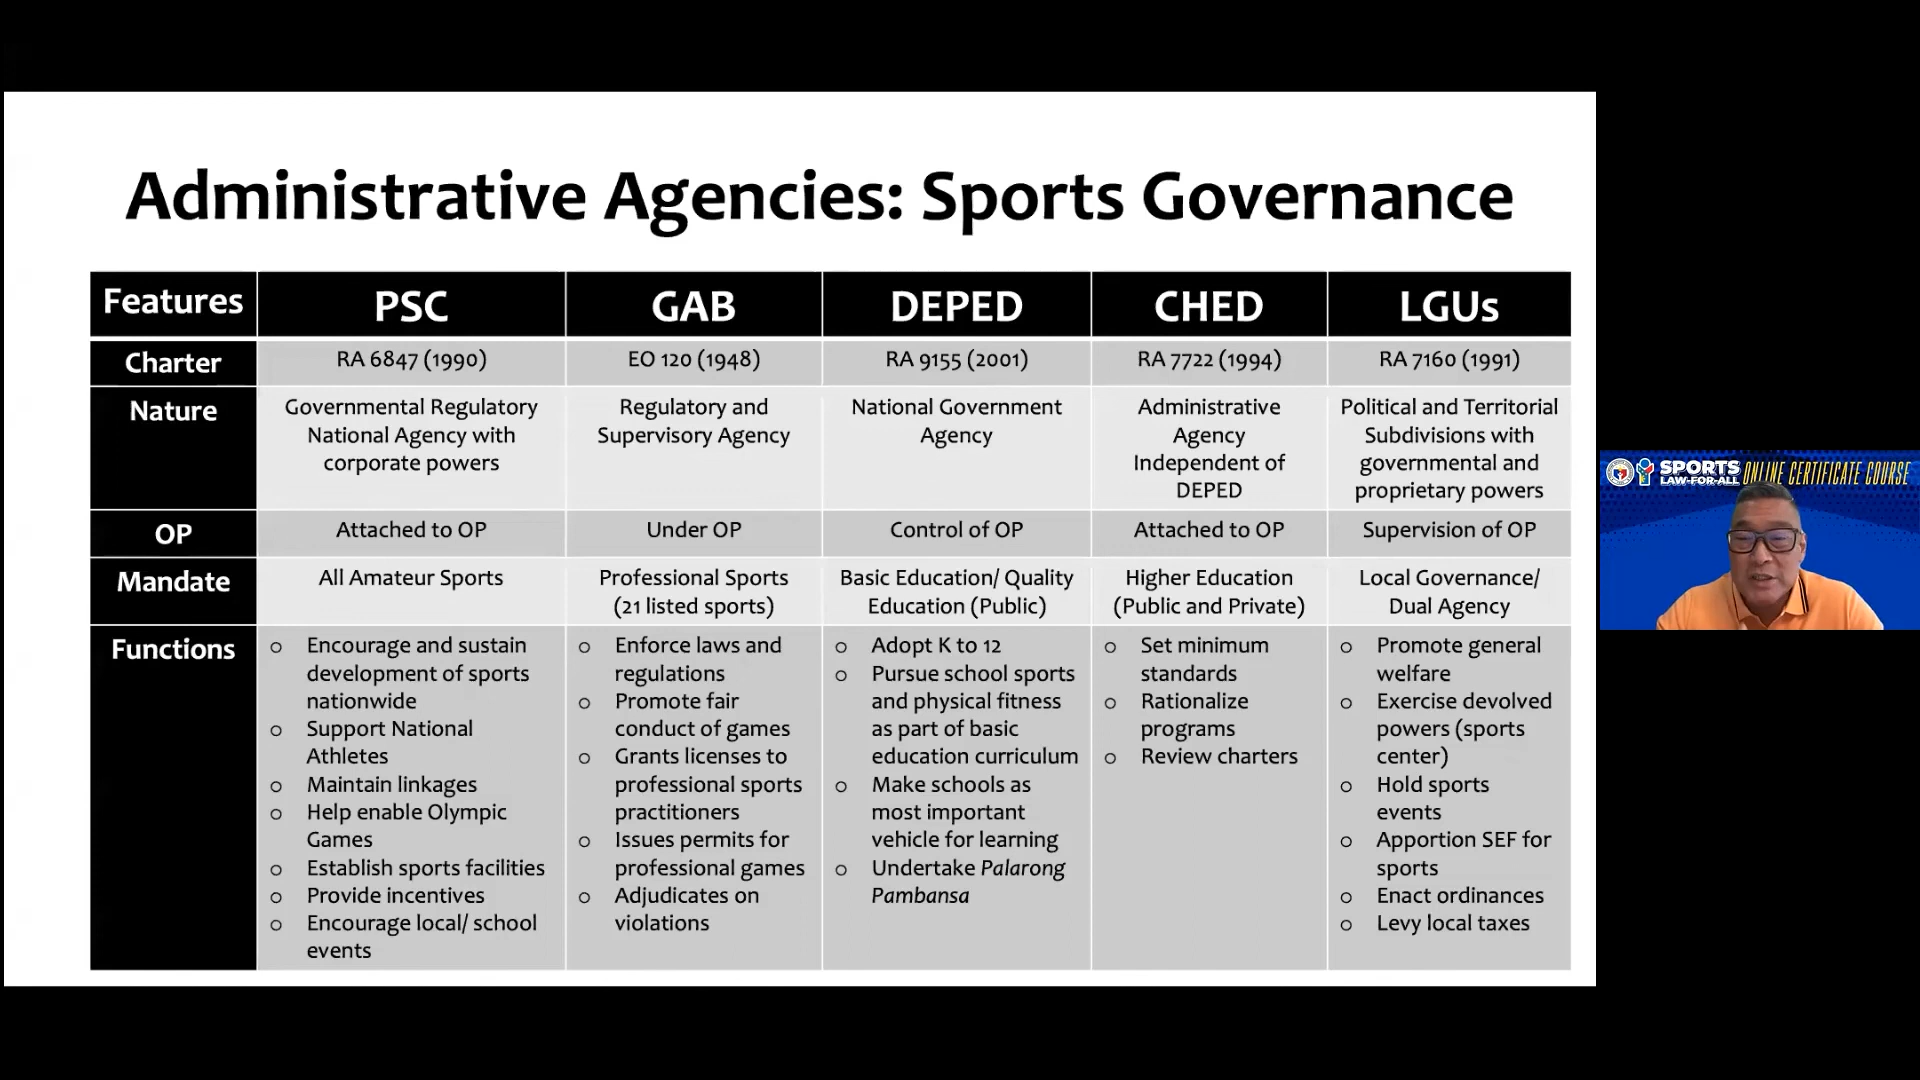 Administrative Agencies: Sports Governance
Features
PSC
GAB
DEPED
CHED
LGUs
Charter
RA 6847 (1990)
EO 120 (1948)
RA 9155 (2001)
RA 7722 (1994)
RA 7160 (1991)
Nature
Governmental Regulatory
National Agency with
corporate powers
Regulatory and
Supervisory Agency
National Government
Agency
Administrative
Agency
Independent of
DEPED
Political and Territorial
Subdivisions with
governmental and
proprietary powers
OP
Attached to OP
Under OP
Control of OP
Attached to OP
Supervision of OP
Mandate
All Amateur Sports
Professional Sports
(21 listed sports)
Basic Education/ Quality
Education (Public)
Higher Education
(Public and Private)
Local Governance/
Dual Agency
Functions
o Encourage and sustain
development of sports
nationwide
o Support National
Athletes
o Maintain linkages
o Help enable Olympic
Games
o Establish sports facilities
o Provide incentives
o Encourage local/ school
events
o Enforce laws and
regulations
o Promote fair
conduct of games
o Grants licenses to
professional sports
practitioners
o Issues permits for
professional games
o Adjudicates on
violations
o Adopt K to 12
o Pursue school sports
and physical fitness
as part of basic
education curriculum
o Make schools as
most important
vehicle for learning
o Undertake Palarong
Pambansa
o Set minimum
standards
o Rationalize
programs
o Review charters
o Promote general
welfare
o Exercise devolved
powers (sports
center)
o Hold sports
events
o Apportion SEF for
sports
o Enact ordinances
o Levy local taxes
SPORTS
LAW-FOR-ALL
ONLINE CERTIFICATE COURSE